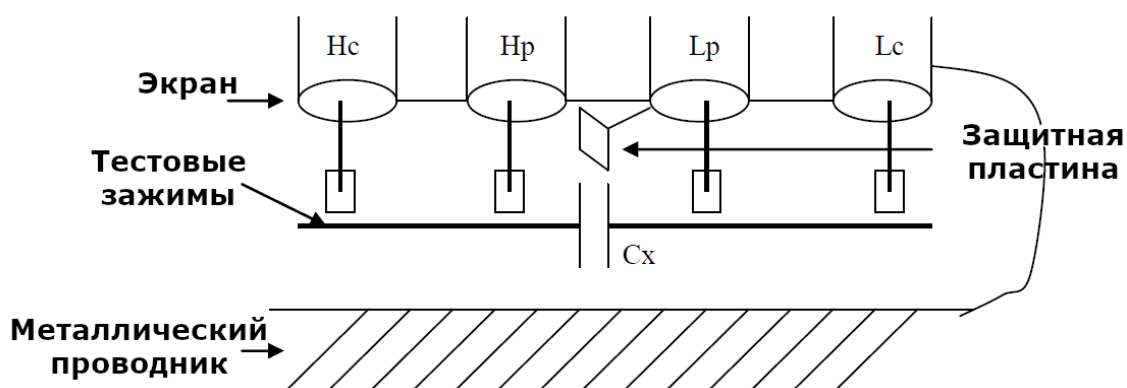 Hc Hp Lp Lc
Экран
Защитная
пластина
Тестовые
зажимы
Cx
Металлический
проводник